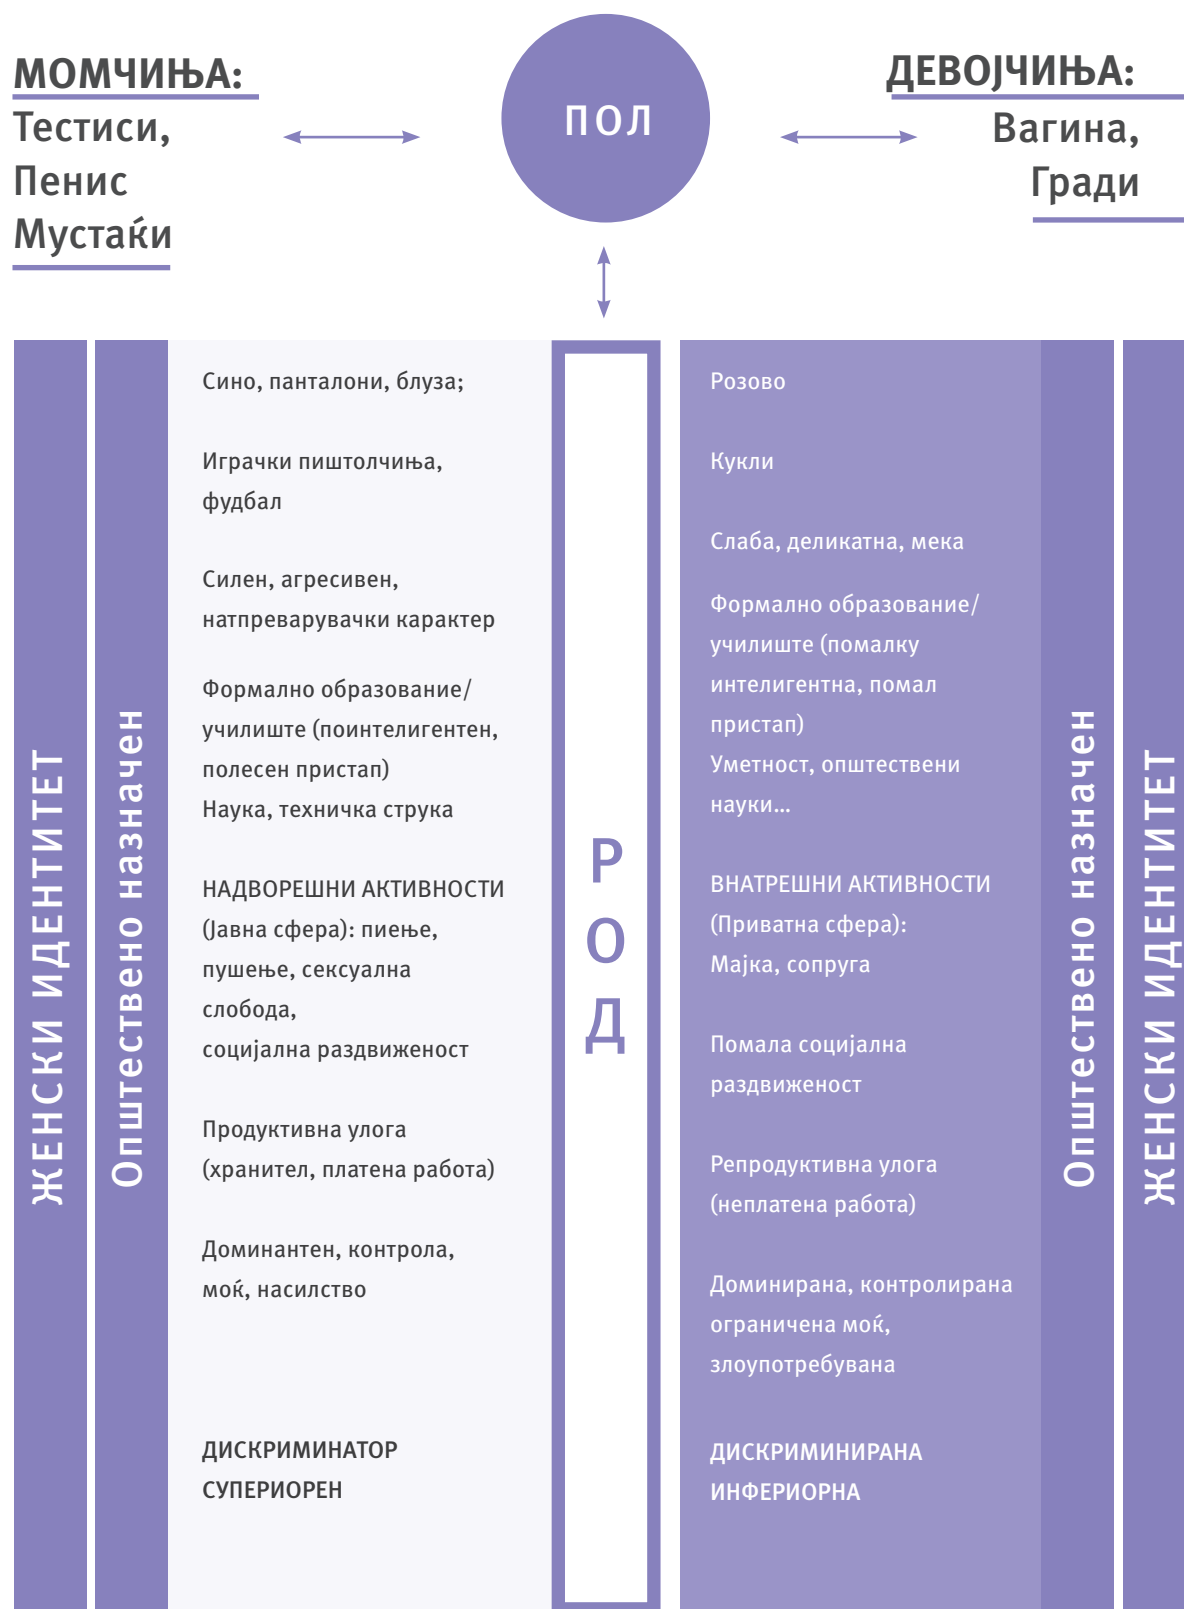 МОМЧИЊА:
Тестиси,
Пенис
Мустаќи
ПОЛ
ДЕВОЈЧИЊА:
Вагина,
Гради
ЖЕНСКИ ИДЕНТИТЕТ
Општествено назначен
Сино, панталони, блуза;
Играчки пиштолчиња,
фудбал
Силен, агресивен,
натпреварувачки карактер
Формално образование/
училиште (поинтелигентен,
полесен пристап)
Наука, техничка струка
НАДВОРЕШНИ АКТИВНОСТИ
(Јавна сфера): пиење,
пушење, сексуална
слобода,
социјална раздвиженост
Продуктивна улога
(хранител, платена работа)
Доминантен, контрола,
моќ, насилство
ДИСКРИМИНАТОР
СУПЕРИОРЕН
РОД
Розово
Кукли
Слаба, деликатна, мека
Формално образование/
училиште (помалку
интелигентна, помал
пристап)
Уметност, општествени
науки...
ВНАТРЕШНИ АКТИВНОСТИ
(Приватна сфера):
Мајка, сопруга
Помала социјална
раздвиженост
Репродуктивна улога
(неплатена работа)
Доминирана, контролирана
ограничена моќ,
злоупотребувана
ДИСКРИМИНИРАНА
ИНФЕРИОРНА
Општествено назначен
ЖЕНСКИ ИДЕНТИТЕТ